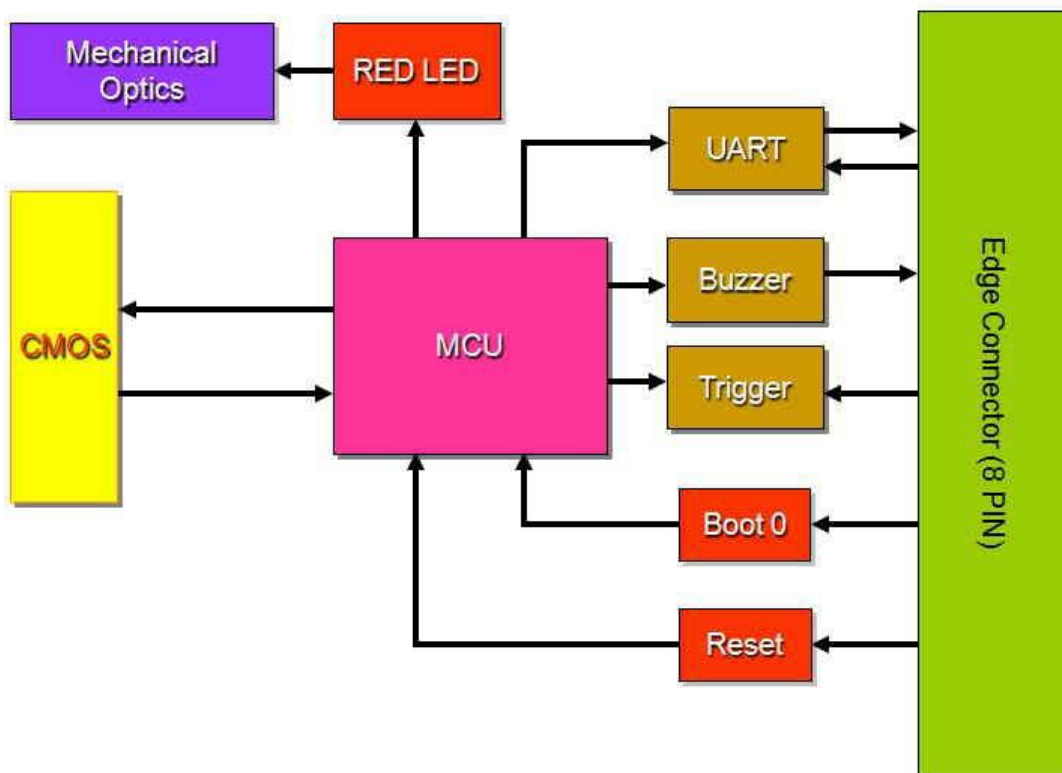 Mechanical
Optics
RED LED
UART
CMOS
MCU
Buzzer
Trigger
Boot 0
Reset
Edge Connector (8 PIN)